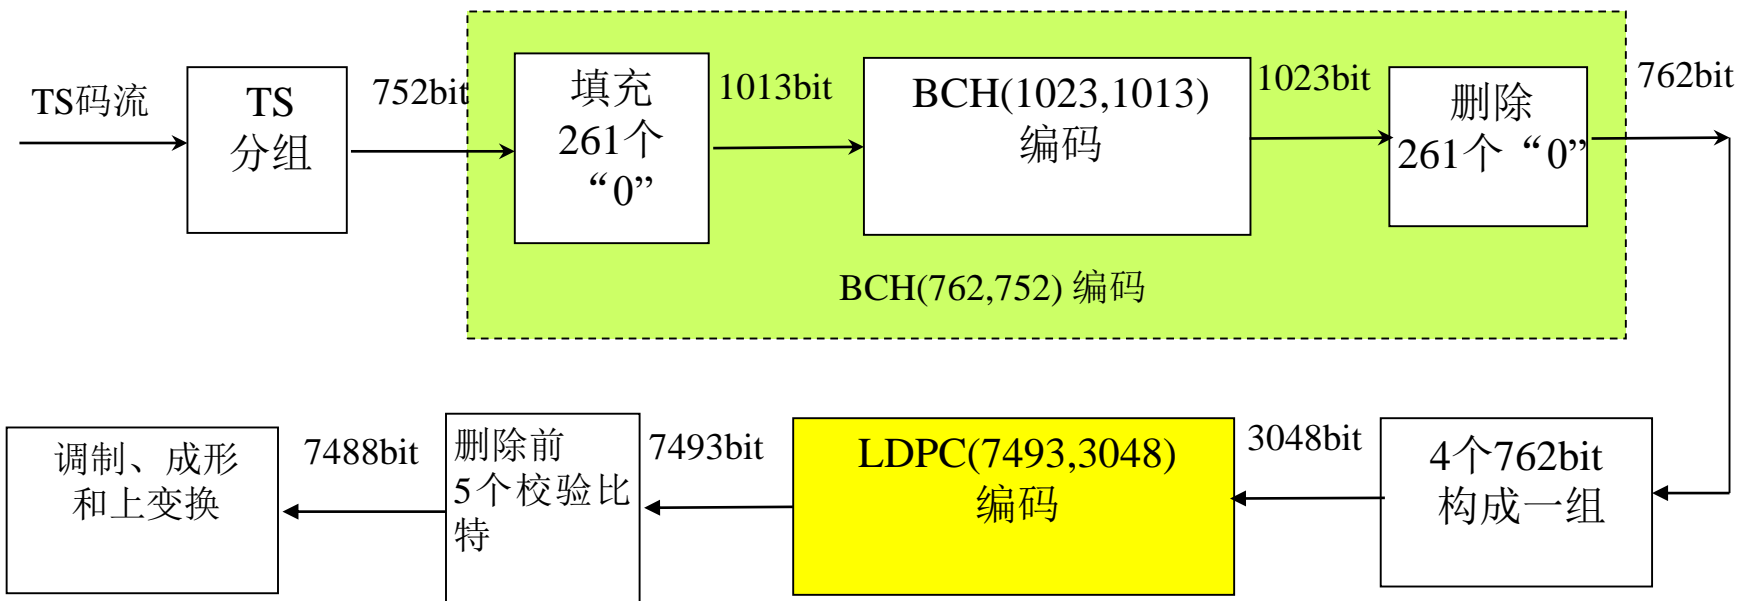 TS码流
TS
分组
752bit
填充
261个
“0”
1013bit
BCH(1023,1013)
编码
1023bit
删除
261个“0”
762bit
BCH(762,752) 编码
4个762bit
构成一组
3048bit
LDPC(7493,3048)
编码
7493bit
删除前
5个校验比
特
7488bit
调制、成形
和上变换